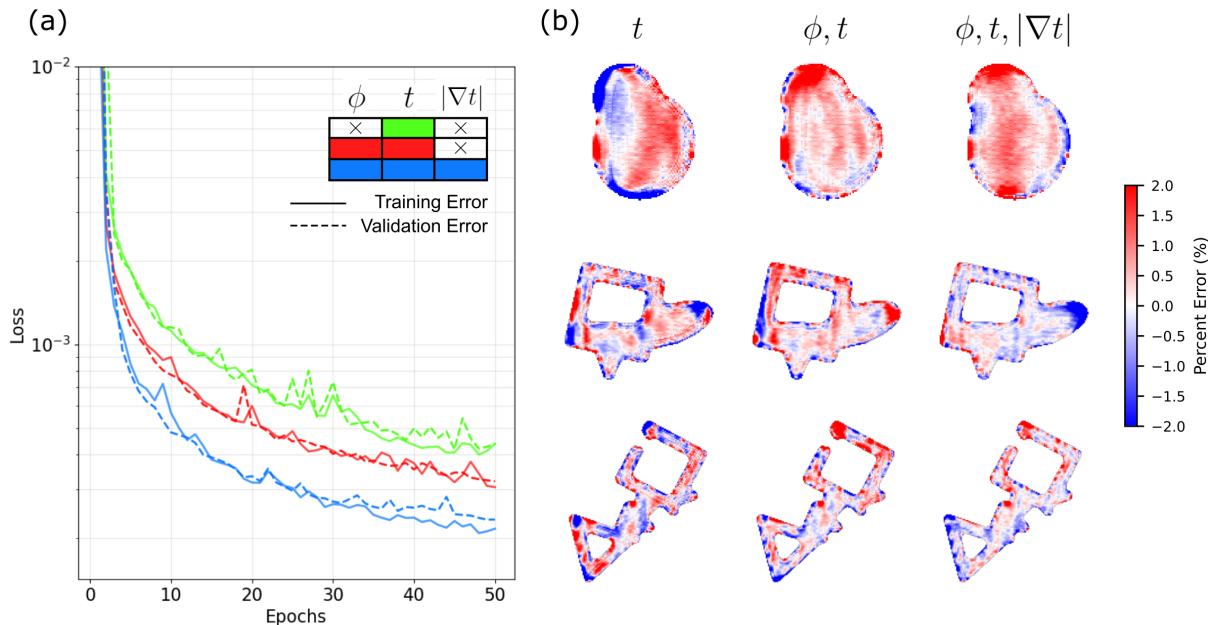 (a)
10⁻²
10⁻³
Loss
0
10
20
30
40
50
Epochs
ϕ t |∇t|
× ×
×
Training Error
Validation Error
(b)
t
ϕ, t
ϕ, t, |∇t|
2.0
1.5
1.0
0.5
0.0
−0.5
−1.0
−1.5
−2.0
Percent Error (%)